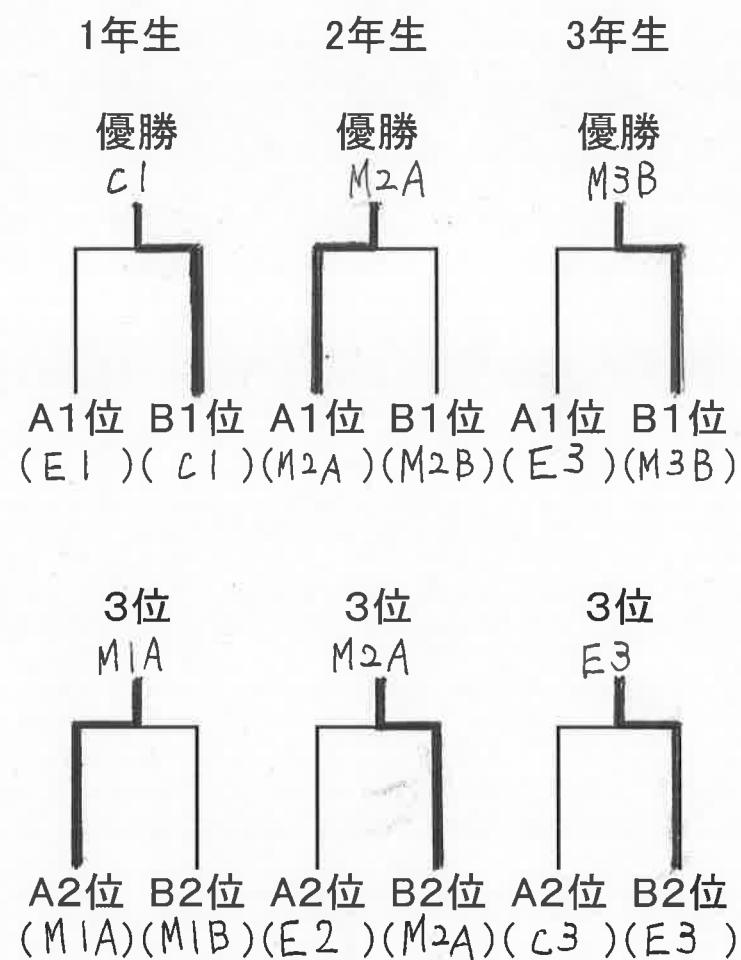 1年生 2年生 3年生
優勝 優勝 優勝
C1 M2A M3B
A1位 B1位 A1位 B1位 A1位 B1位
(E1)(C1)(M2A)(M2B)(E3)(M3B)
3位 3位 3位
M1A M2A E3
A2位 B2位 A2位 B2位 A2位 B2位
(M1A)(M1B)(E2)(M2A)(C3)(E3)